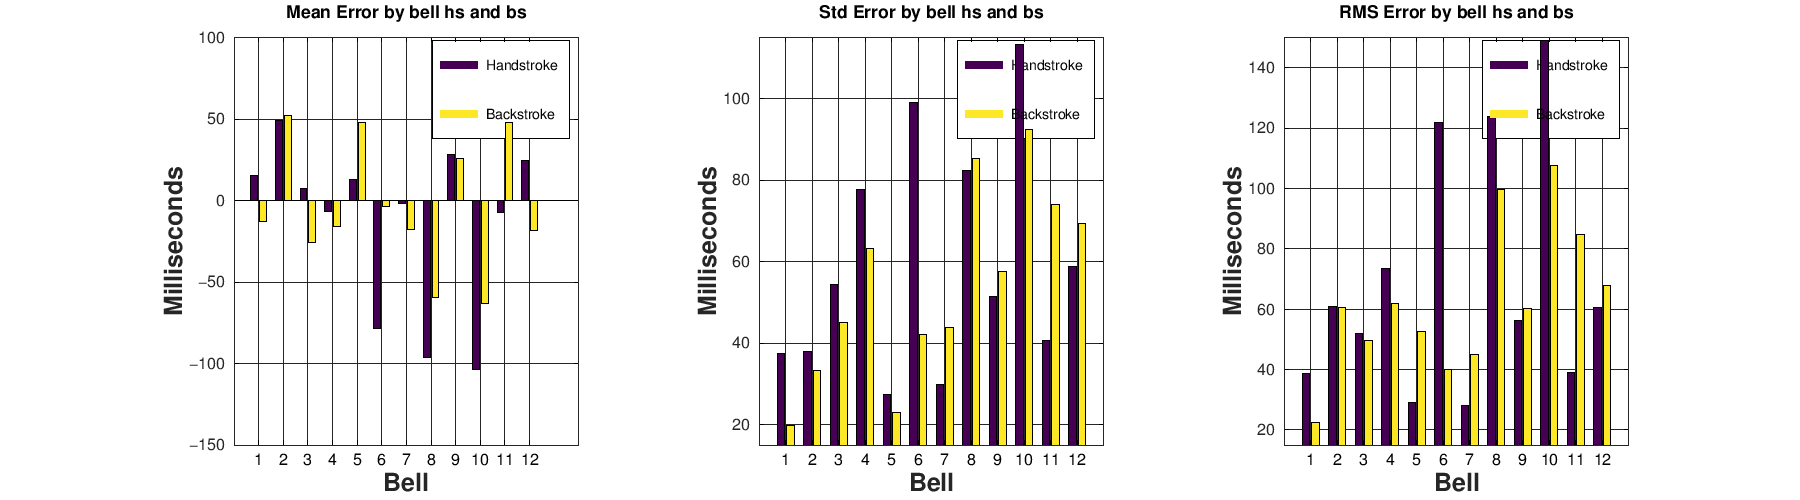 Mean Error by bell hs and bs
100
50
0
−50
−100
−150
Milliseconds
Handstroke
Backstroke
1 2 3 4 5 6 7 8 9 10 11 12
Bell
Std Error by bell hs and bs
100
80
60
40
20
Milliseconds
Handstroke
Backstroke
1 2 3 4 5 6 7 8 9 10 11 12
Bell
RMS Error by bell hs and bs
140
120
100
80
60
40
20
Milliseconds
Handstroke
Backstroke
1 2 3 4 5 6 7 8 9 10 11 12
Bell